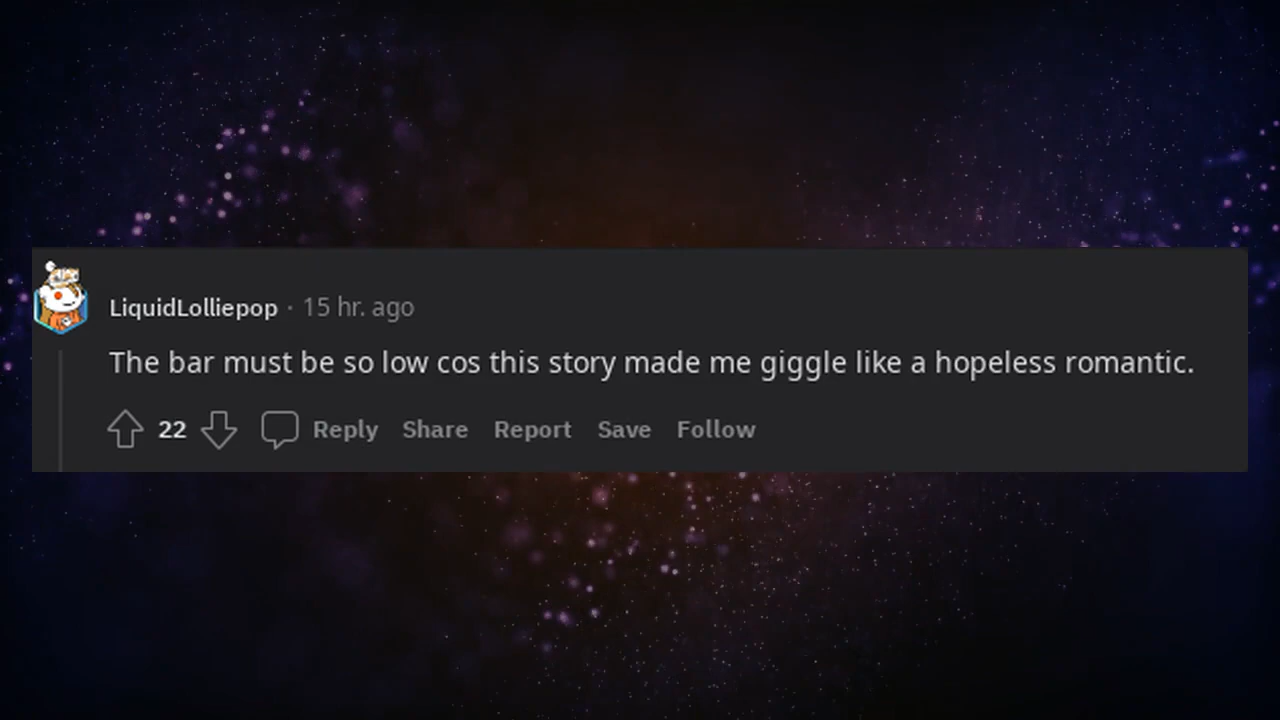 LiquidLolliepop · 15 hr. ago
The bar must be so low cos this story made me giggle like a hopeless romantic.
22 Reply Share Report Save Follow